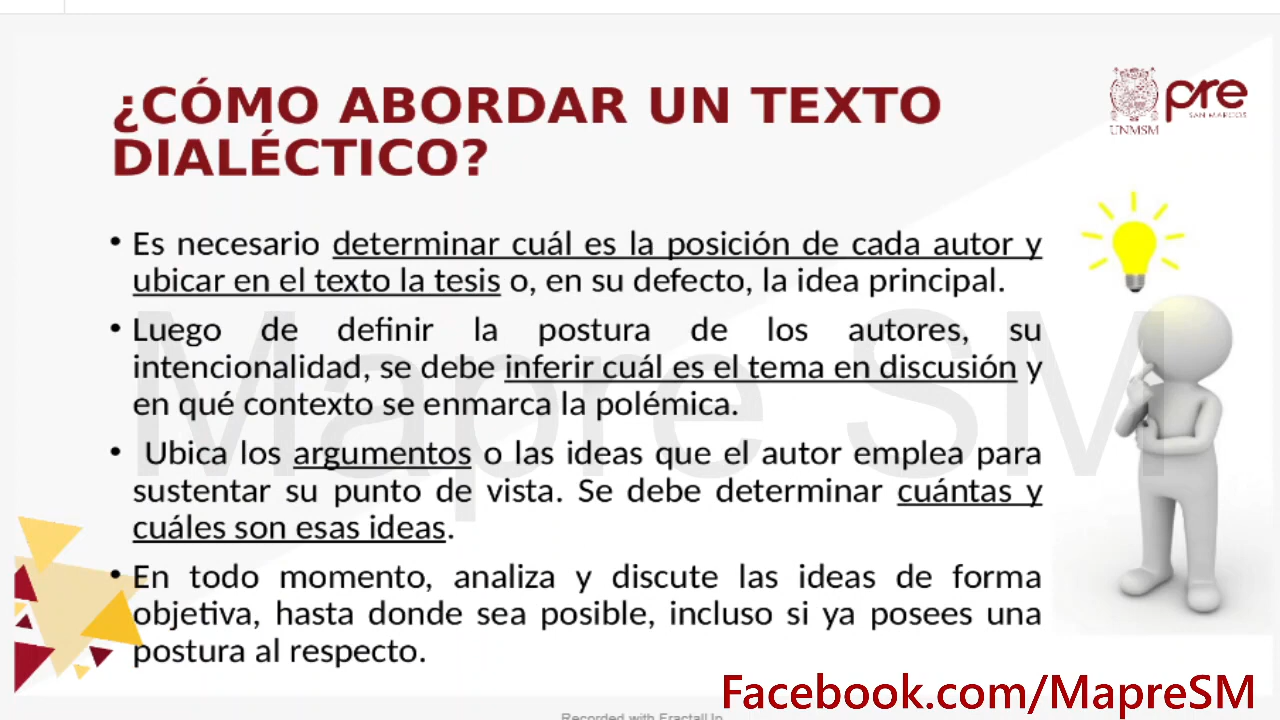 ¿CÓMO ABORDAR UN TEXTO
DIALÉCTICO?
UNMSM
pre
SAN MARCOS
• Es necesario determinar cuál es la posición de cada autor y
ubicar en el texto la tesis o, en su defecto, la idea principal.
• Luego de definir la postura de los autores, su
intencionalidad, se debe inferir cuál es el tema en discusión y
en qué contexto se enmarca la polémica.
• Ubica los argumentos o las ideas que el autor emplea para
sustentar su punto de vista. Se debe determinar cuántas y
cuáles son esas ideas.
• En todo momento, analiza y discute las ideas de forma
objetiva, hasta donde sea posible, incluso si ya posees una
postura al respecto.
Mapre SM
Facebook.com/MapreSM
Recorded with FractalUp